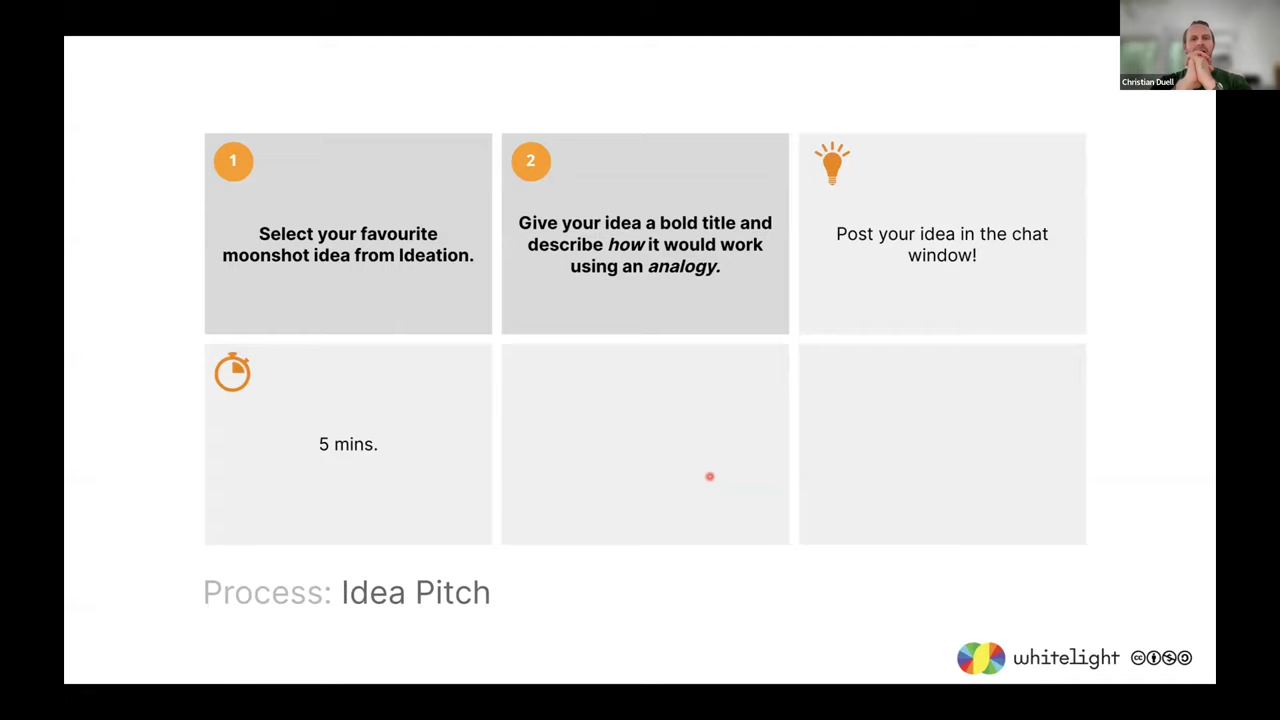 Christian Duell
1
Select your favourite
moonshot idea from Ideation.
2
Give your idea a bold title and
describe how it would work
using an analogy.
Post your idea in the chat
window!
5 mins.
Process: Idea Pitch
whitelight
cc